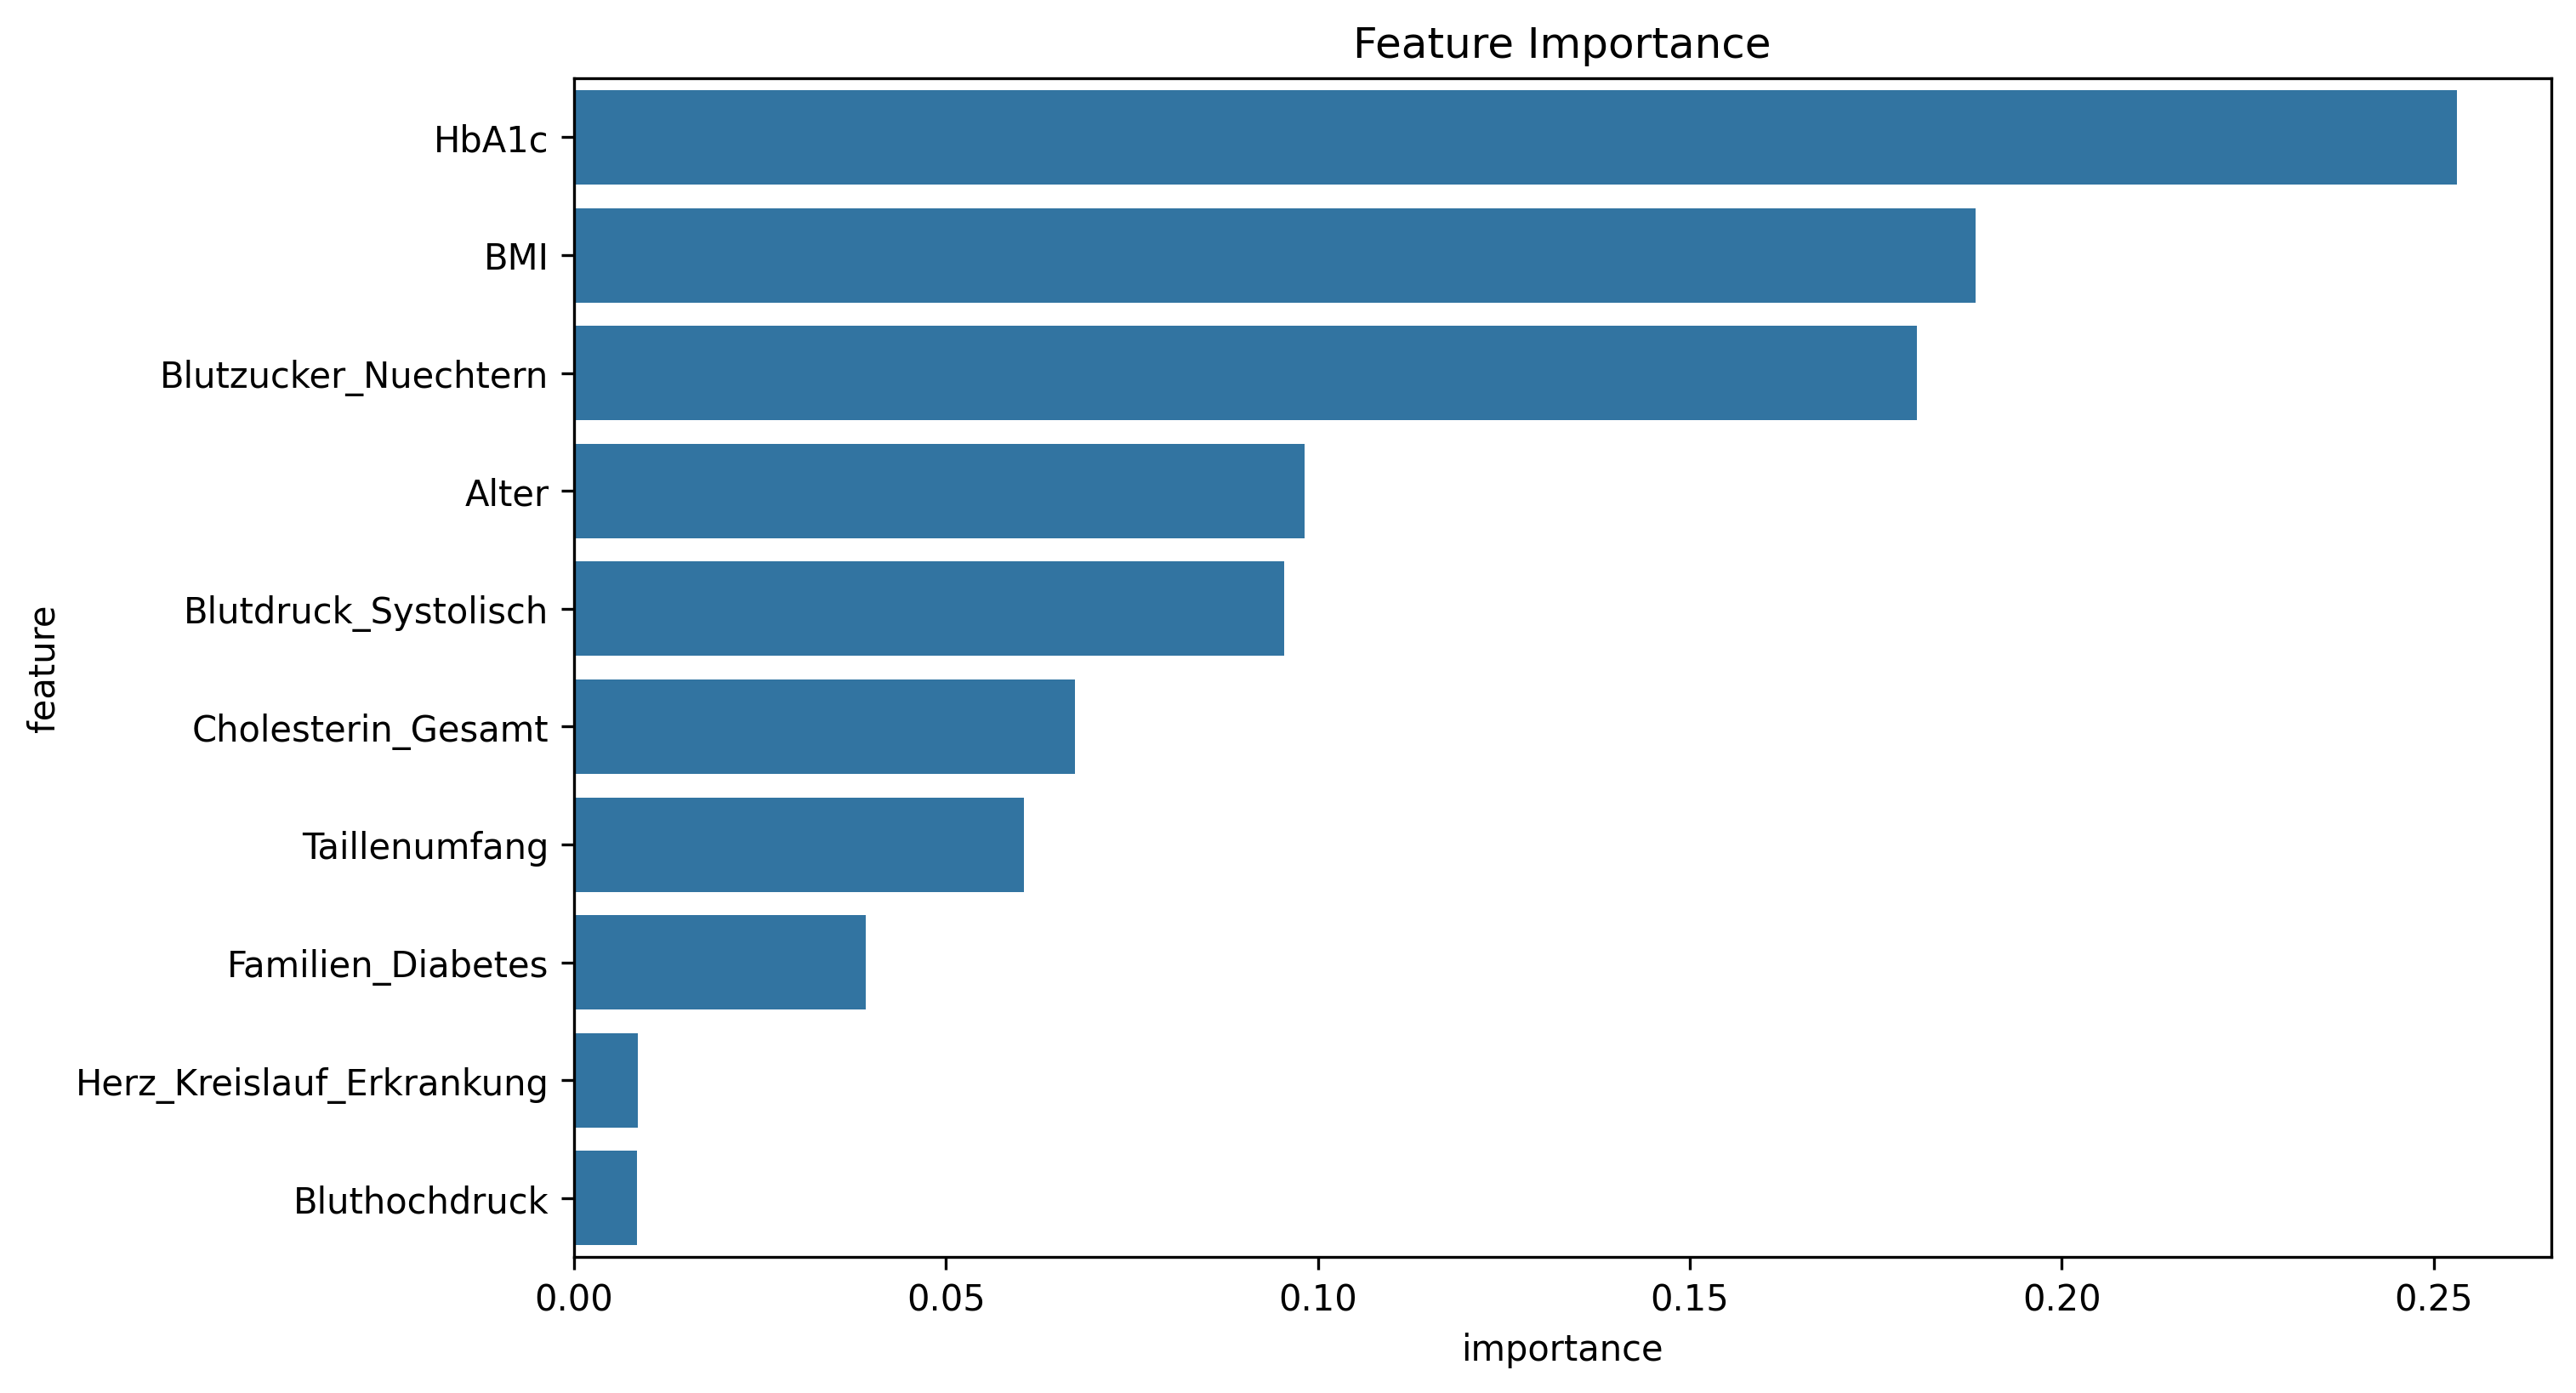 Feature Importance
HbA1c
BMI
Blutzucker_Nuechtern
Alter
Blutdruck_Systolisch
Cholesterin_Gesamt
Taillenumfang
Familien_Diabetes
Herz_Kreislauf_Erkrankung
Bluthochdruck
feature
0.00 0.05 0.10 0.15 0.20 0.25
importance